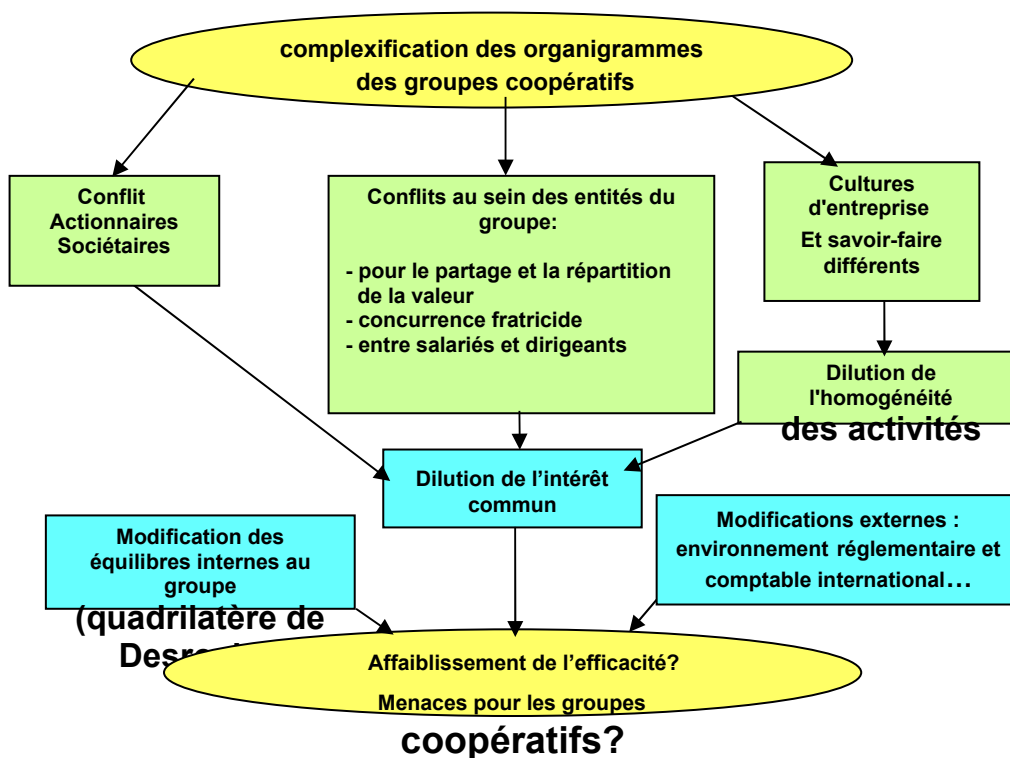 complexification des organigrammes
des groupes coopératifs
Conflit
Actionnaires
Sociétaires
Conflits au sein des entités du
groupe:
- pour le partage et la répartition
de la valeur
- concurrence fratricide
- entre salariés et dirigeants
Cultures
d'entreprise
Et savoir-faire
différents
Dilution de
l'homogénéité
des activités
Dilution de l’intérêt
commun
Modification des
équilibres internes au
groupe
(quadrilatère de
Modifications externes :
environnement réglementaire et
comptable international…
Affaiblissement de l’efficacité?
Menaces pour les groupes
coopératifs?